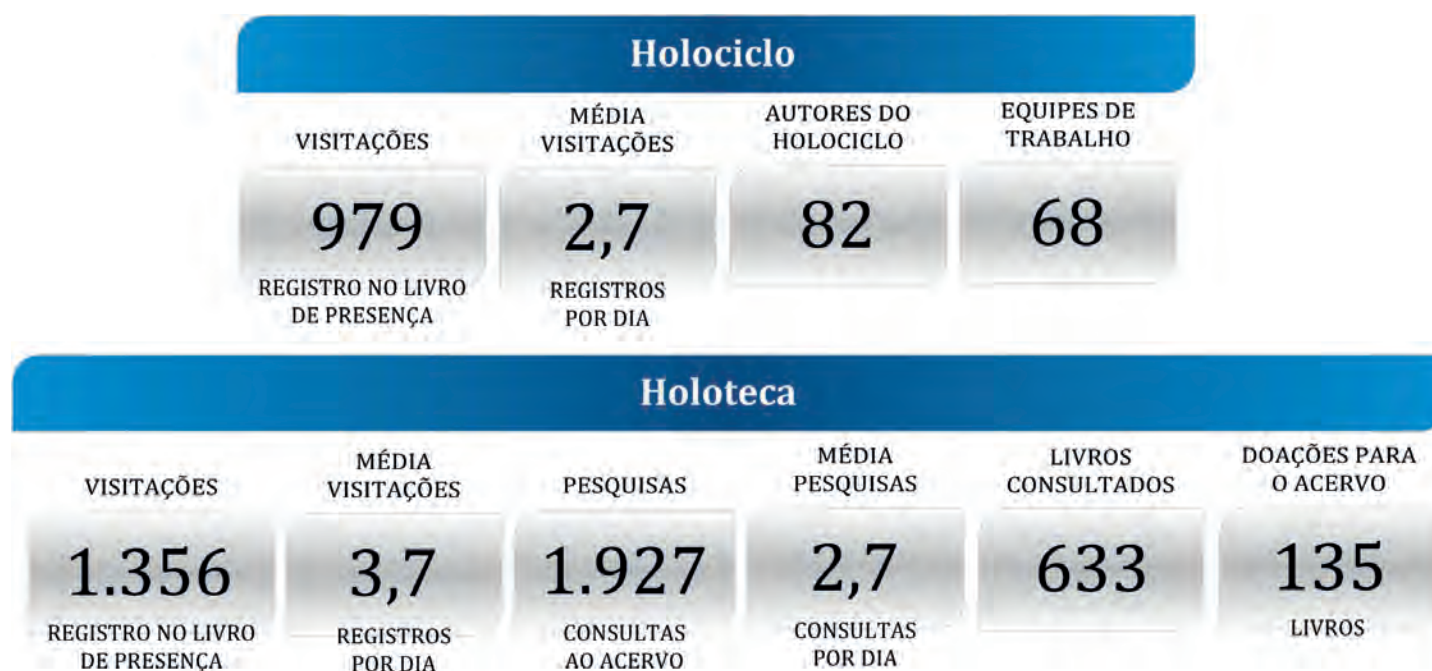 Holociclo
VISITAÇÕES
979
REGISTRO NO LIVRO
DE PRESENÇA
MÉDIA
VISITAÇÕES
2,7
REGISTROS
POR DIA
AUTORES DO
HOLOCICLO
82
EQUIPES DE
TRABALHO
68
Holoteca
VISITAÇÕES
1.356
REGISTRO NO LIVRO
DE PRESENÇA
MÉDIA
VISITAÇÕES
3,7
REGISTROS
POR DIA
PESQUISAS
1.927
CONSULTAS
AO ACERVO
MÉDIA
PESQUISAS
2,7
CONSULTAS
POR DIA
LIVROS
CONSULTADOS
633
DOAÇÕES PARA
O ACERVO
135
LIVROS